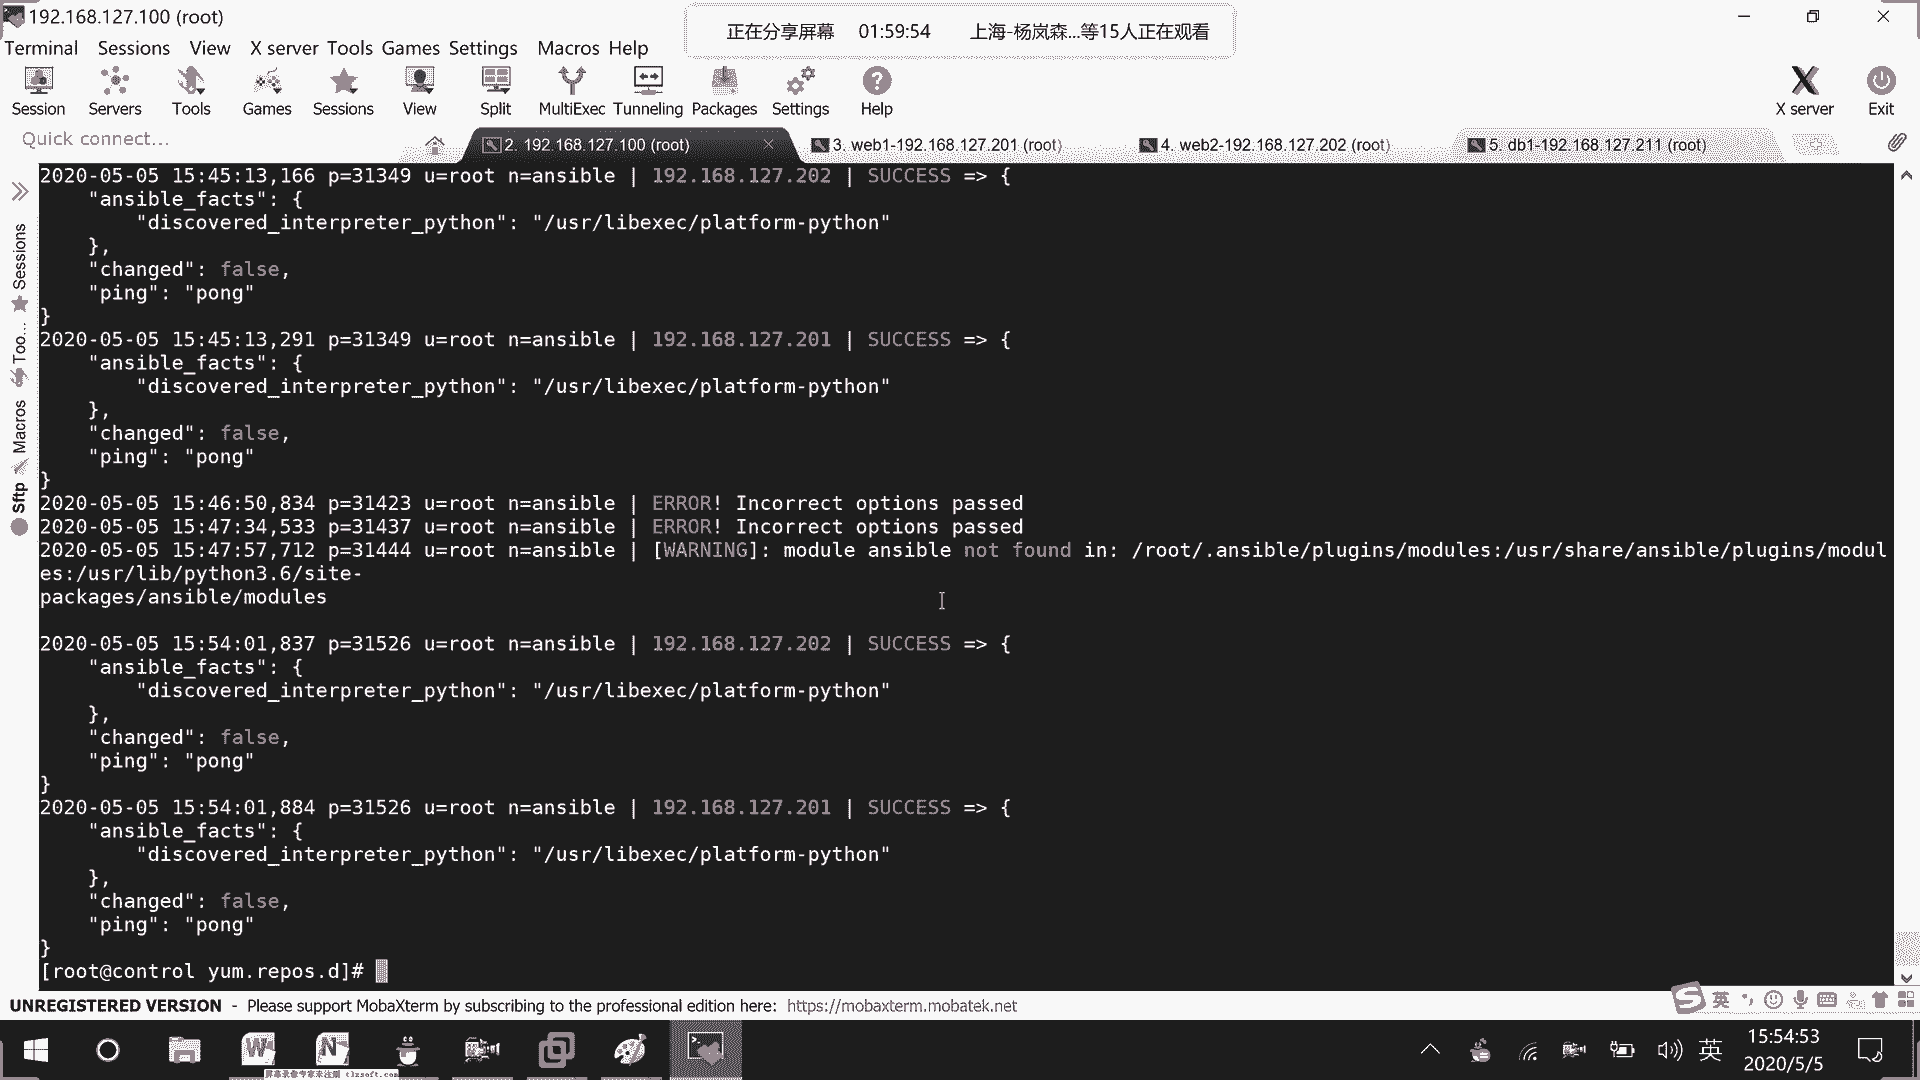 192.168.127.100 (root)
正在分享屏幕 01:59:54 上海-杨岚森...等15人正在观看
Terminal Sessions View X server Tools Games Settings Macros Help
Session Servers Tools Games Sessions View Split MultiExec Tunneling Packages Settings Help X server Exit
Quick connect...
2. 192.168.127.100 (root) 3. web1-192.168.127.201 (root) 4. web2-192.168.127.202 (root) 5. db1-192.168.127.211 (root)
Sessions
Too...
Macros
Sftp
2020-05-05 15:45:13,166 p=31349 u=root n=ansible | 192.168.127.202 | SUCCESS => {
"ansible_facts": {
"discovered_interpreter_python": "/usr/libexec/platform-python"
},
"changed": false,
"ping": "pong"
}
2020-05-05 15:45:13,291 p=31349 u=root n=ansible | 192.168.127.201 | SUCCESS => {
"ansible_facts": {
"discovered_interpreter_python": "/usr/libexec/platform-python"
},
"changed": false,
"ping": "pong"
}
2020-05-05 15:46:50,834 p=31423 u=root n=ansible | ERROR! Incorrect options passed
2020-05-05 15:47:34,533 p=31437 u=root n=ansible | ERROR! Incorrect options passed
2020-05-05 15:47:57,712 p=31444 u=root n=ansible | [WARNING]: module ansible not found in: /root/.ansible/plugins/modules:/usr/share/ansible/plugins/modul
es:/usr/lib/python3.6/site-
packages/ansible/modules
2020-05-05 15:54:01,837 p=31526 u=root n=ansible | 192.168.127.202 | SUCCESS => {
"ansible_facts": {
"discovered_interpreter_python": "/usr/libexec/platform-python"
},
"changed": false,
"ping": "pong"
}
2020-05-05 15:54:01,884 p=31526 u=root n=ansible | 192.168.127.201 | SUCCESS => {
"ansible_facts": {
"discovered_interpreter_python": "/usr/libexec/platform-python"
},
"changed": false,
"ping": "pong"
}
[root@control yum.repos.d]#
UNREGISTERED VERSION - Please support MobaXterm by subscribing to the professional edition here: https://mobaxterm.mobatek.net
英
英
15:54:53
2020/5/5
屏幕录像专家未注册 tlxsoft.com